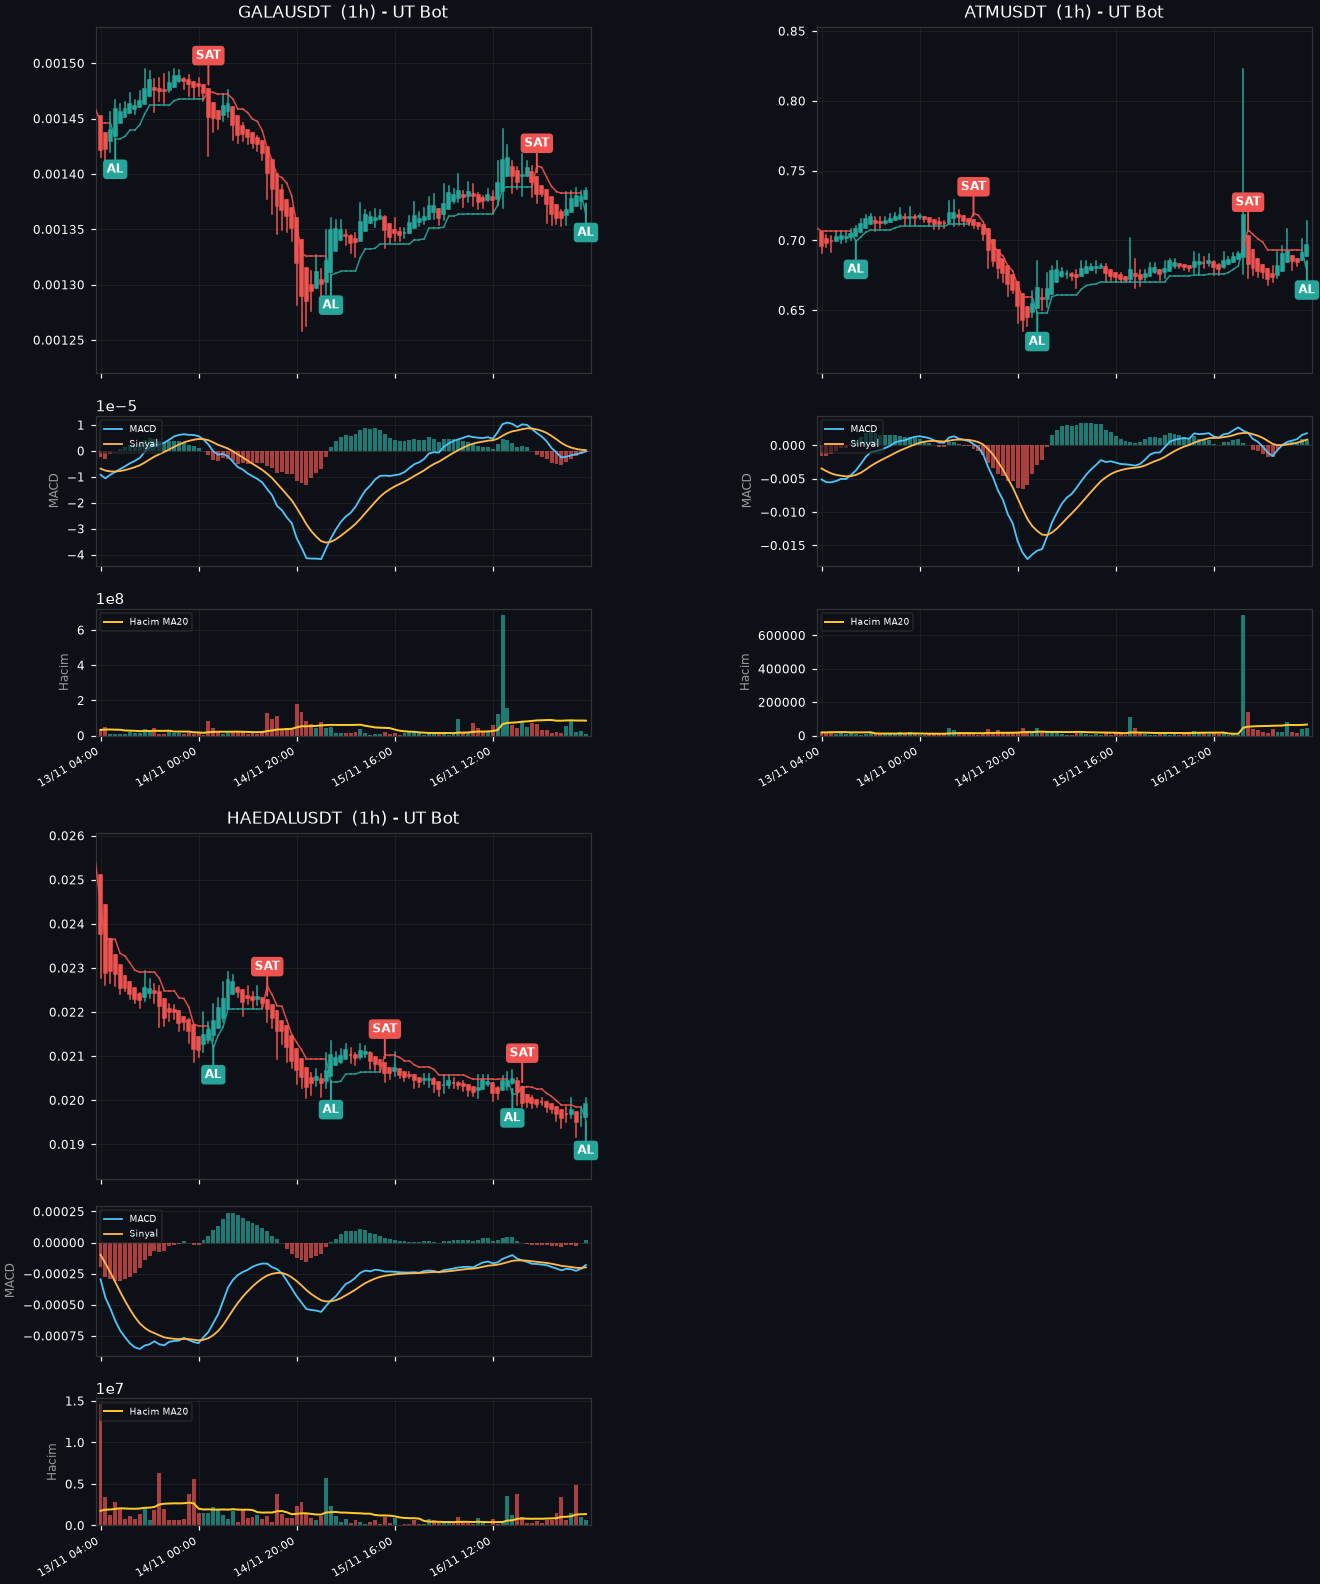 GALAUSDT (1h) - UT Bot
0.00150
0.00145
0.00140
0.00135
0.00130
0.00125
SAT
AL
AL
SAT
AL
1e−5
MACD
Sinyal
1
0
−1
−2
−3
−4
MACD
1e8
Hacim MA20
6
4
2
0
Hacim
13/11 04:00
14/11 00:00
14/11 20:00
15/11 16:00
16/11 12:00
ATMUSDT (1h) - UT Bot
0.85
0.80
0.75
0.70
0.65
SAT
AL
AL
SAT
AL
MACD
Sinyal
0.000
−0.005
−0.010
−0.015
MACD
Hacim MA20
600000
400000
200000
0
Hacim
13/11 04:00
14/11 00:00
14/11 20:00
15/11 16:00
16/11 12:00
HAEDALUSDT (1h) - UT Bot
0.026
0.025
0.024
0.023
0.022
0.021
0.020
0.019
SAT
AL
AL
SAT
SAT
AL
AL
MACD
Sinyal
0.00025
0.00000
−0.00025
−0.00050
−0.00075
MACD
1e7
Hacim MA20
1.5
1.0
0.5
0.0
Hacim
13/11 04:00
14/11 00:00
14/11 20:00
15/11 16:00
16/11 12:00